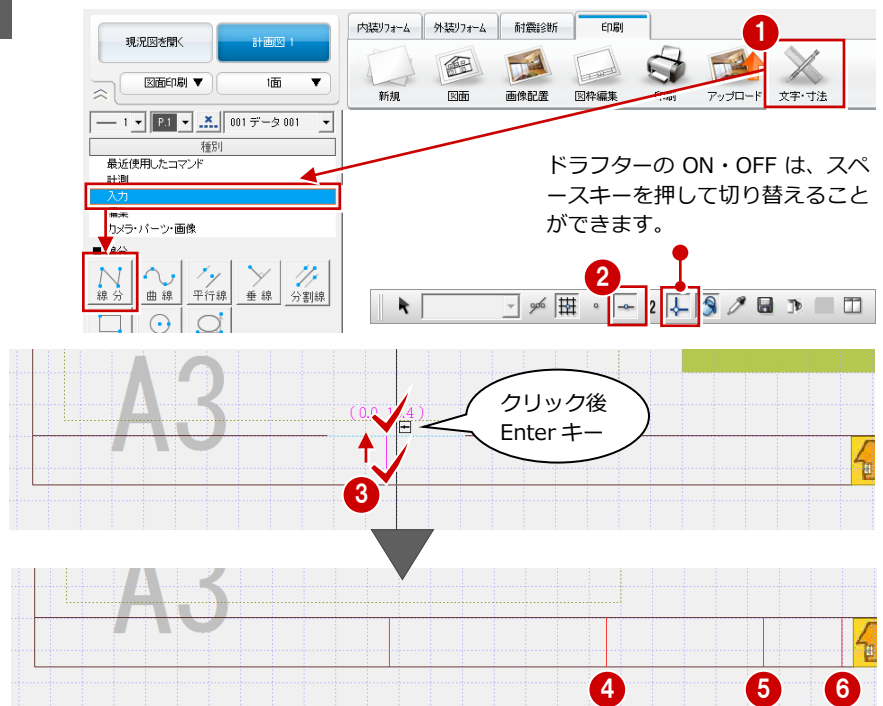 現況図を開く
計画図 1
図面印刷 ▼
1面 ▼
内装リフォーム
外装リフォーム
耐震診断
印刷
1
新規
図面
画像配置
図枠編集
印刷
アップロード
文字・寸法
1
P.1
001 データ 001
種別
最近使用したコマンド
計測
入力
編集
カメラ・パーツ・画像
線分
曲線
平行線
垂線
分割線
ドラフターの ON・OFF は、スペ
ースキーを押して切り替えること
ができます。
2
2
A3
クリック後
Enter キー
3
A3
4
5
6